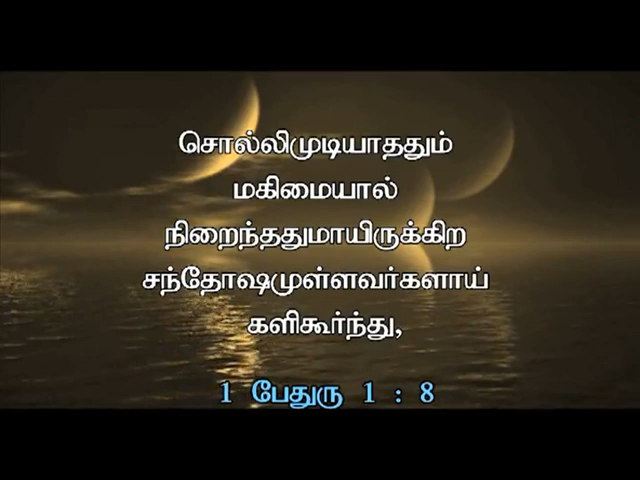 சொல்லிமுடியாததும்
மகிமையால்
நிறைந்ததுமாயிருக்கிற
சந்தோஷமுள்ளவர்களாய்
களிகூர்ந்து,
1 பேதுரு 1 : 8